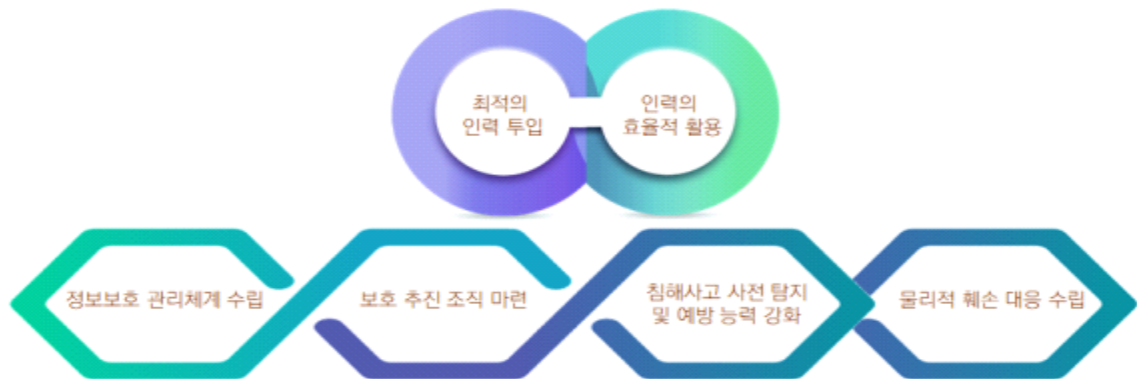 최적의
인력 투입
인력의
효율적 활용
정보보호 관리체계 수립
보호 추진 조직 마련
침해사고 사전 탐지
및 예방 능력 강화
물리적 훼손 대응 수립